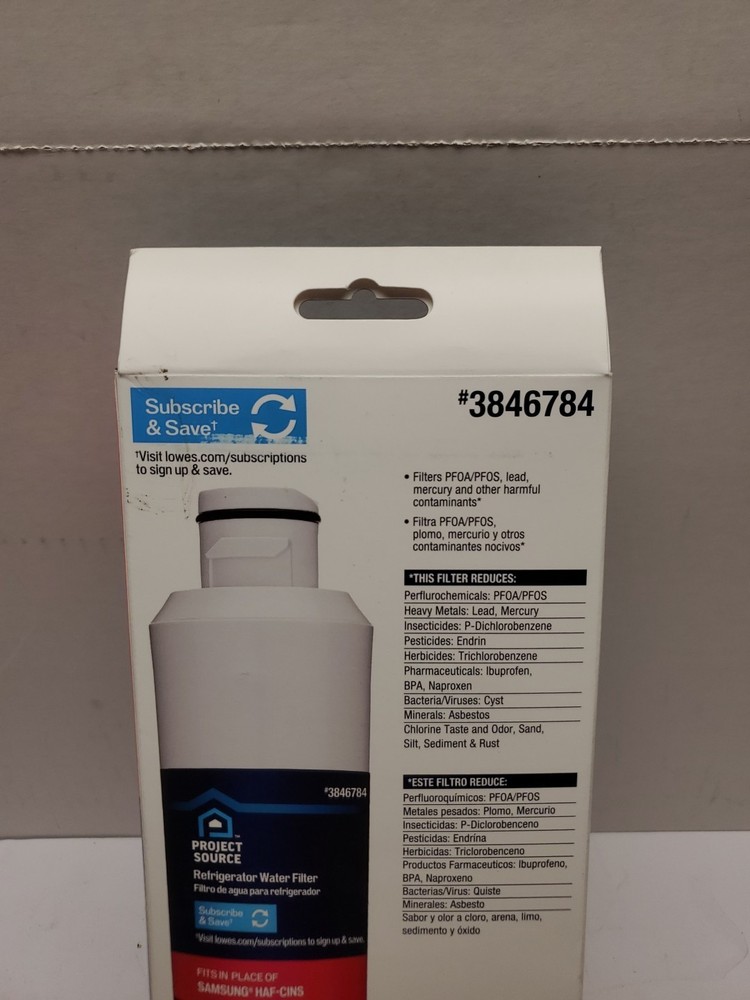 Subscribe
& Save†
†Visit lowes.com/subscriptions
to sign up & save.
#3846784
• Filters PFOA/PFOS, lead,
mercury and other harmful
contaminants*
• Filtra PFOA/PFOS,
plomo, mercurio y otros
contaminantes nocivos*
*THIS FILTER REDUCES:
Perflurochemicals: PFOA/PFOS
Heavy Metals: Lead, Mercury
Insecticides: P-Dichlorobenzene
Pesticides: Endrin
Herbicides: Trichlorobenzene
Pharmaceuticals: Ibuprofen,
BPA, Naproxen
Bacteria/Viruses: Cyst
Minerals: Asbestos
Chlorine Taste and Odor, Sand,
Silt, Sediment & Rust
*ESTE FILTRO REDUCE:
Perfluoroquímicos: PFOA/PFOS
Metales pesados: Plomo, Mercurio
Insecticidas: P-Diclorobenceno
Pesticidas: Endrina
Herbicidas: Triclorobenceno
Productos Farmaceuticos: Ibuprofeno,
BPA, Naproxeno
Bacterias/Virus: Quiste
Minerales: Asbesto
Sabor y olor a cloro, arena, limo,
sedimento y óxido
#3846784
PROJECT
SOURCE™
Refrigerator Water Filter
Filtro de agua para refrigerador
Subscribe
& Save†
†Visit lowes.com/subscriptions to sign up & save.
FITS IN PLACE OF
SAMSUNG® HAF-CINS